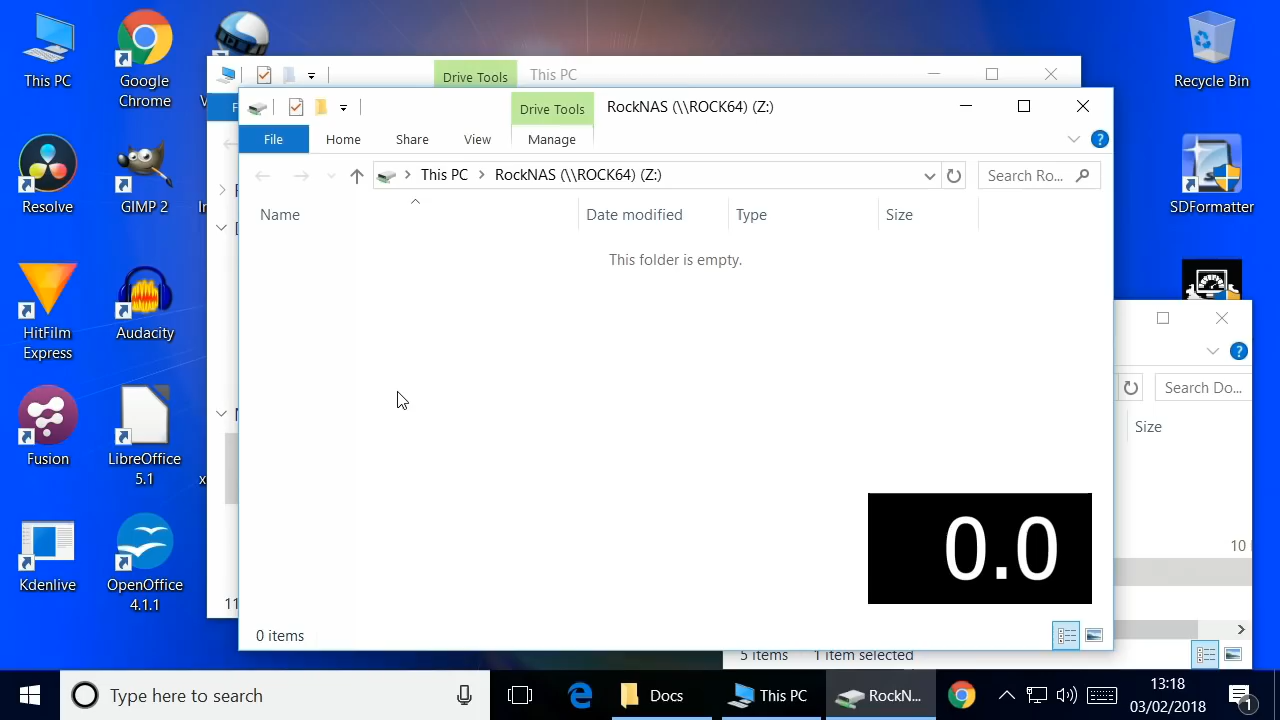 This PC
Google
Chrome
Resolve
GIMP 2
HitFilm
Express
Audacity
Fusion
LibreOffice
5.1
Kdenlive
OpenOffice
4.1.1
Recycle Bin
SDFormatter
Drive Tools
This PC
Drive Tools
RockNAS (\\ROCK64) (Z:)
File
Home
Share
View
Manage
This PC
RockNAS (\\ROCK64) (Z:)
Search Ro...
Name
Date modified
Type
Size
This folder is empty.
0.0
0 items
Search Do...
Size
10
5 items
1 item selected
11
Type here to search
Docs
This PC
RockN...
13:18
03/02/2018
1